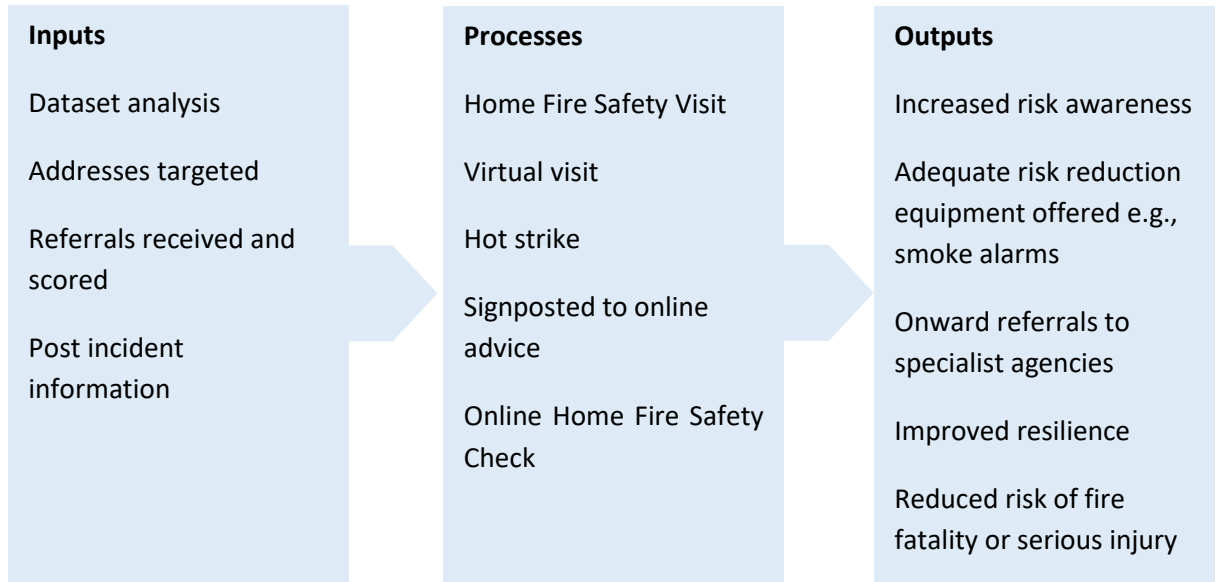 Inputs
Dataset analysis
Addresses targeted
Referrals received and
scored
Post incident
information
Processes
Home Fire Safety Visit
Virtual visit
Hot strike
Signposted to online
advice
Online Home Fire Safety
Check
Outputs
Increased risk awareness
Adequate risk reduction
equipment offered e.g.,
smoke alarms
Onward referrals to
specialist agencies
Improved resilience
Reduced risk of fire
fatality or serious injury